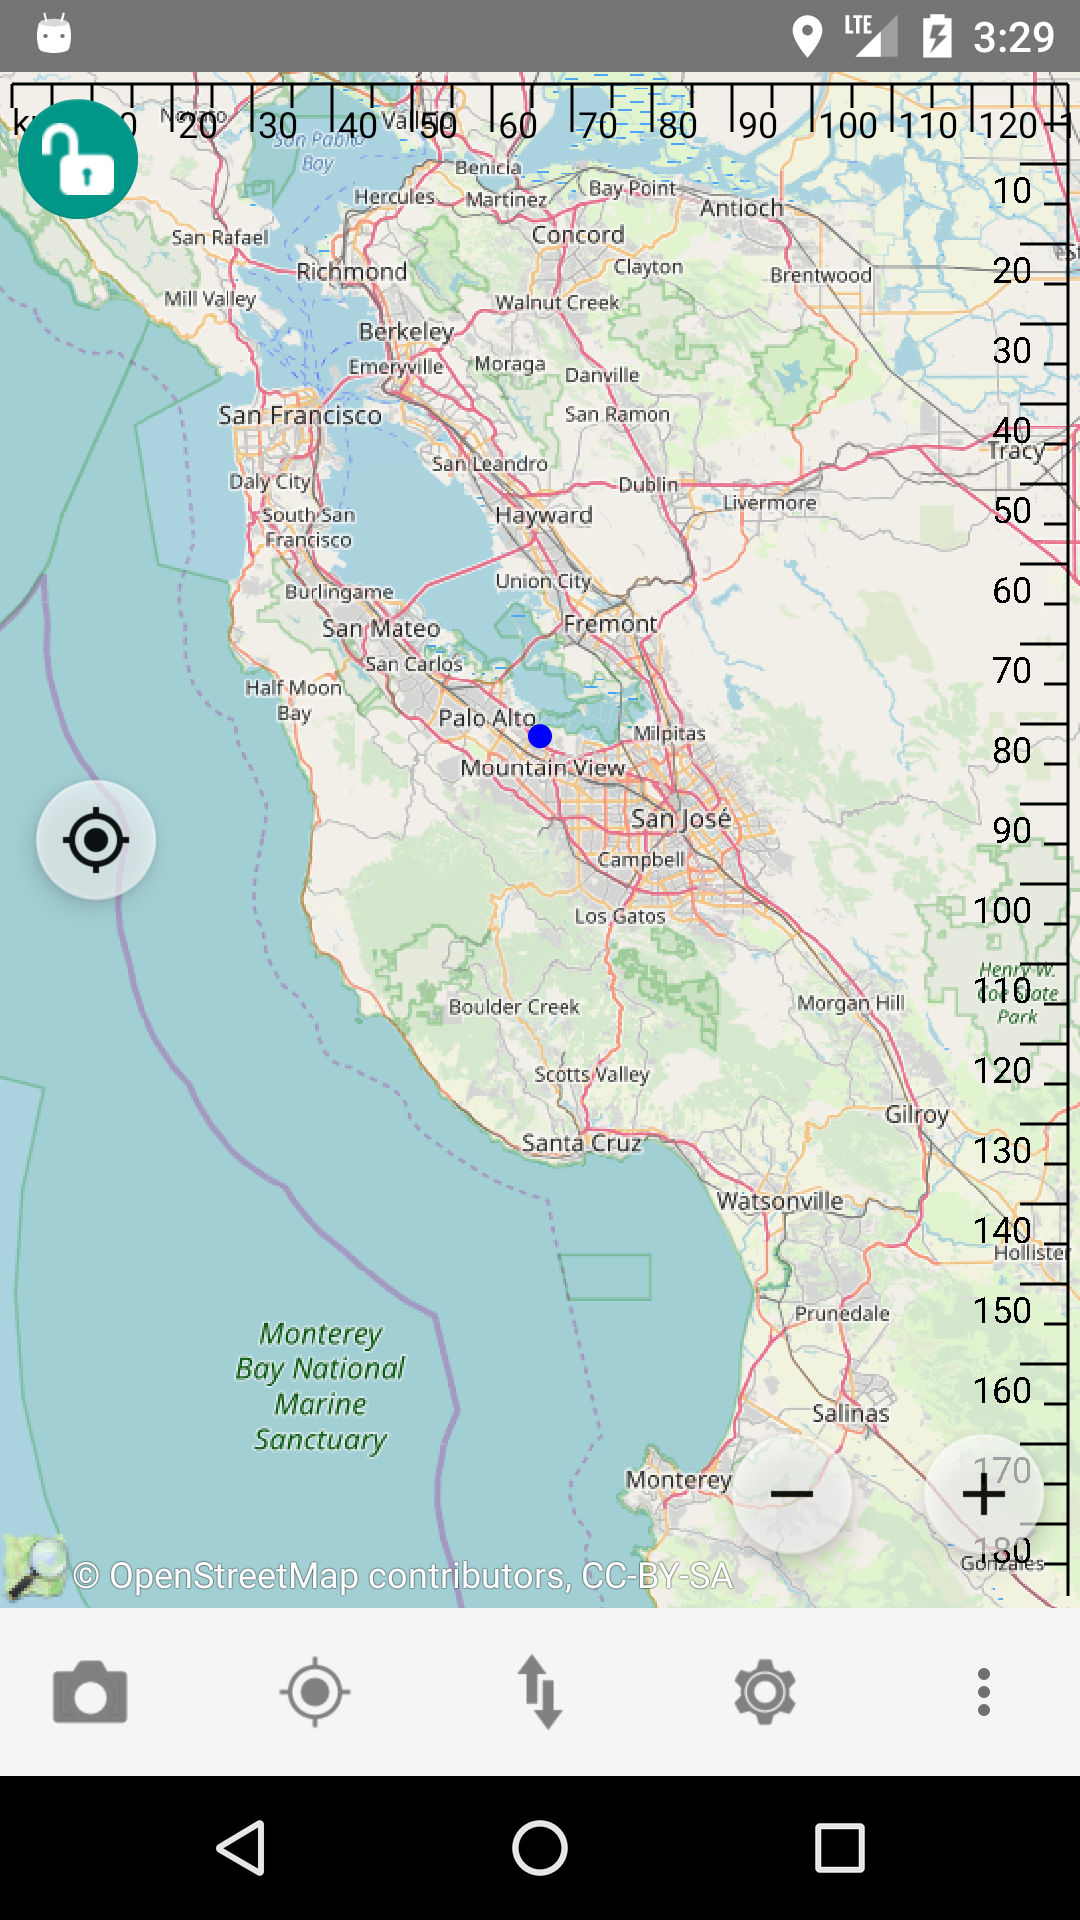 LTE 3:29
20 30 40 50 60 70 80 90 100 110 120
Novato
San Pablo
Bay
Benicia
Hercules
Martinez
Bay Point
10
Antioch
San Rafael
Concord
Richmond
Clayton
20
Brentwood
Mill Valley
Walnut Creek
Berkeley
30
Emeryville
Moraga
Danville
San Francisco
San Ramon
40
Tracy
San Leandro
Daly City
Dublin
Livermore
50
South San
Francisco
Hayward
Union City
Burlingame
60
San Mateo
Fremont
San Carlos
70
Half Moon
Bay
Palo Alto
Milpitas
80
Mountain View
San José
90
Campbell
Los Gatos
100
Henry W.
Coe State
Park
110
Boulder Creek
Morgan Hill
Scotts Valley
120
Gilroy
Santa Cruz
130
Watsonville
140
Hollister
Prunedale
150
Monterey
Bay National
Marine
Sanctuary
160
Salinas
Monterey
170
180
Gonzales
© OpenStreetMap contributors, CC-BY-SA